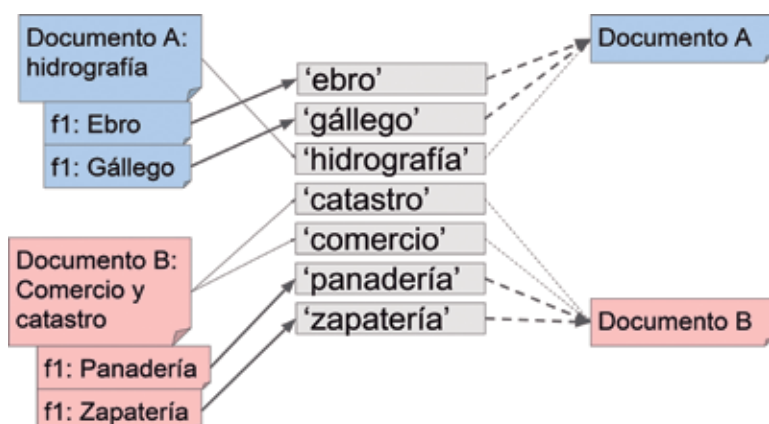 Documento A:
hidrografía
f1: Ebro
f1: Gállego
Documento B:
Comercio y
catastro
f1: Panadería
f1: Zapatería
‘ebro’
‘gállego’
‘hidrografía’
‘catastro’
‘comercio’
‘panadería’
‘zapatería’
Documento A
Documento B